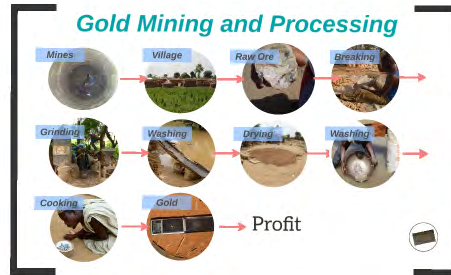 Gold Mining and Processing
Mines Village Raw Ore Breaking
Grinding Washing Drying Washing
Cooking Gold Profit